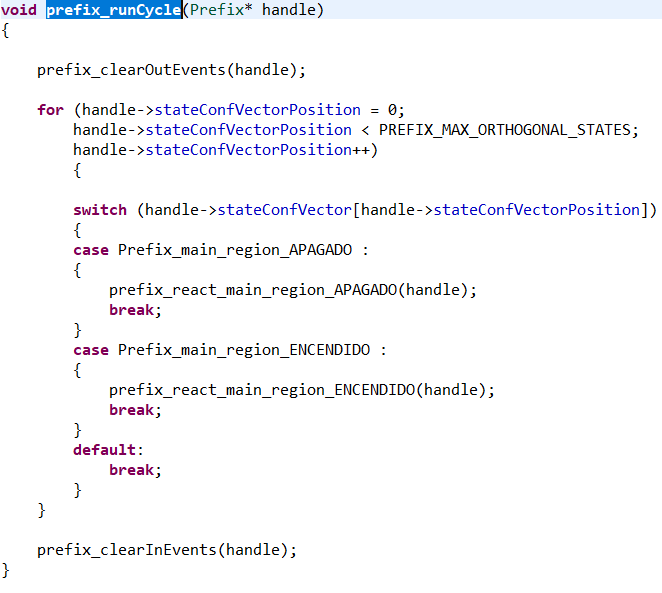 void prefix_runCycle(Prefix* handle)
{
prefix_clearOutEvents(handle);
for (handle->stateConfVectorPosition = 0;
handle->stateConfVectorPosition < PREFIX_MAX_ORTHOGONAL_STATES;
handle->stateConfVectorPosition++)
{
switch (handle->stateConfVector[handle->stateConfVectorPosition])
{
case Prefix_main_region_APAGADO :
{
prefix_react_main_region_APAGADO(handle);
break;
}
case Prefix_main_region_ENCENDIDO :
{
prefix_react_main_region_ENCENDIDO(handle);
break;
}
default:
break;
}
}
prefix_clearInEvents(handle);
}